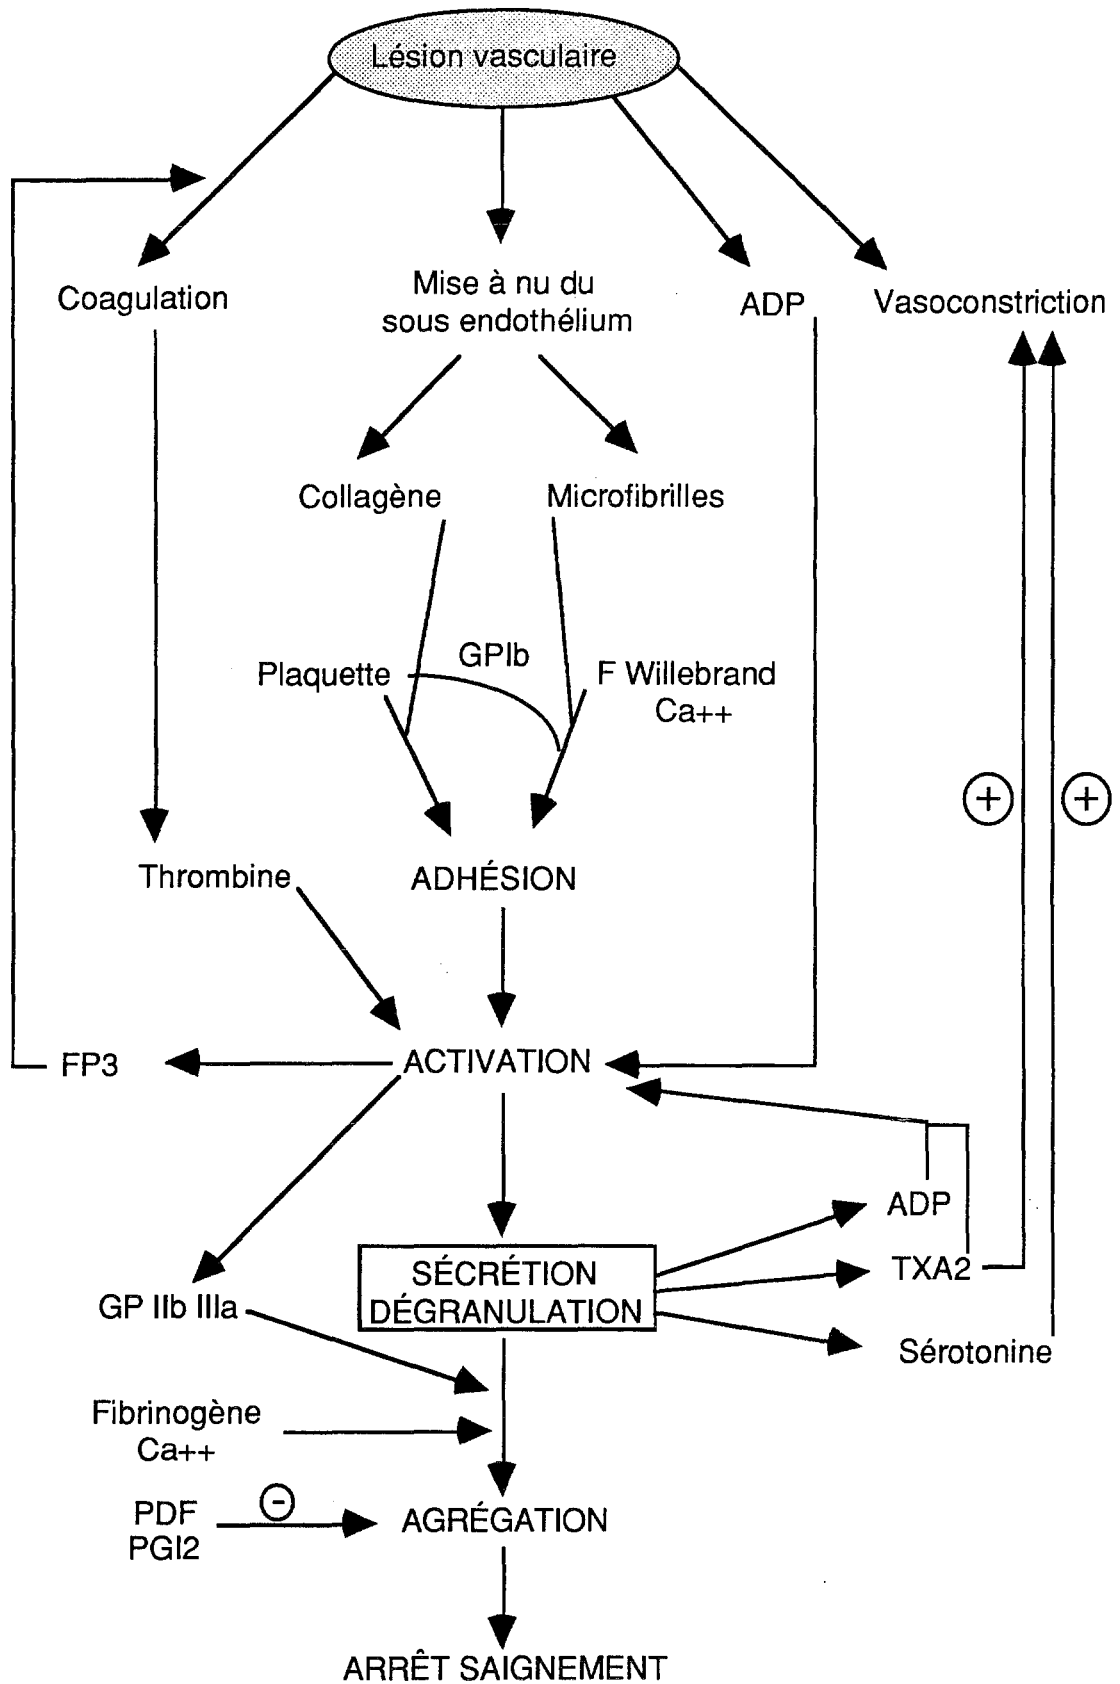 Lésion vasculaire
Coagulation
Mise à nu du
sous endothélium
ADP
Vasoconstriction
Collagène
Microfibrilles
Plaquette
GPIb
F Willebrand
Ca++
+
+
Thrombine
ADHÉSION
FP3
ACTIVATION
ADP
SÉCRÉTION
DÉGRANULATION
TXA2
GP IIb IIIa
Sérotonine
Fibrinogène
Ca++
-
PDF
PGI2
AGRÉGATION
ARRÊT SAIGNEMENT